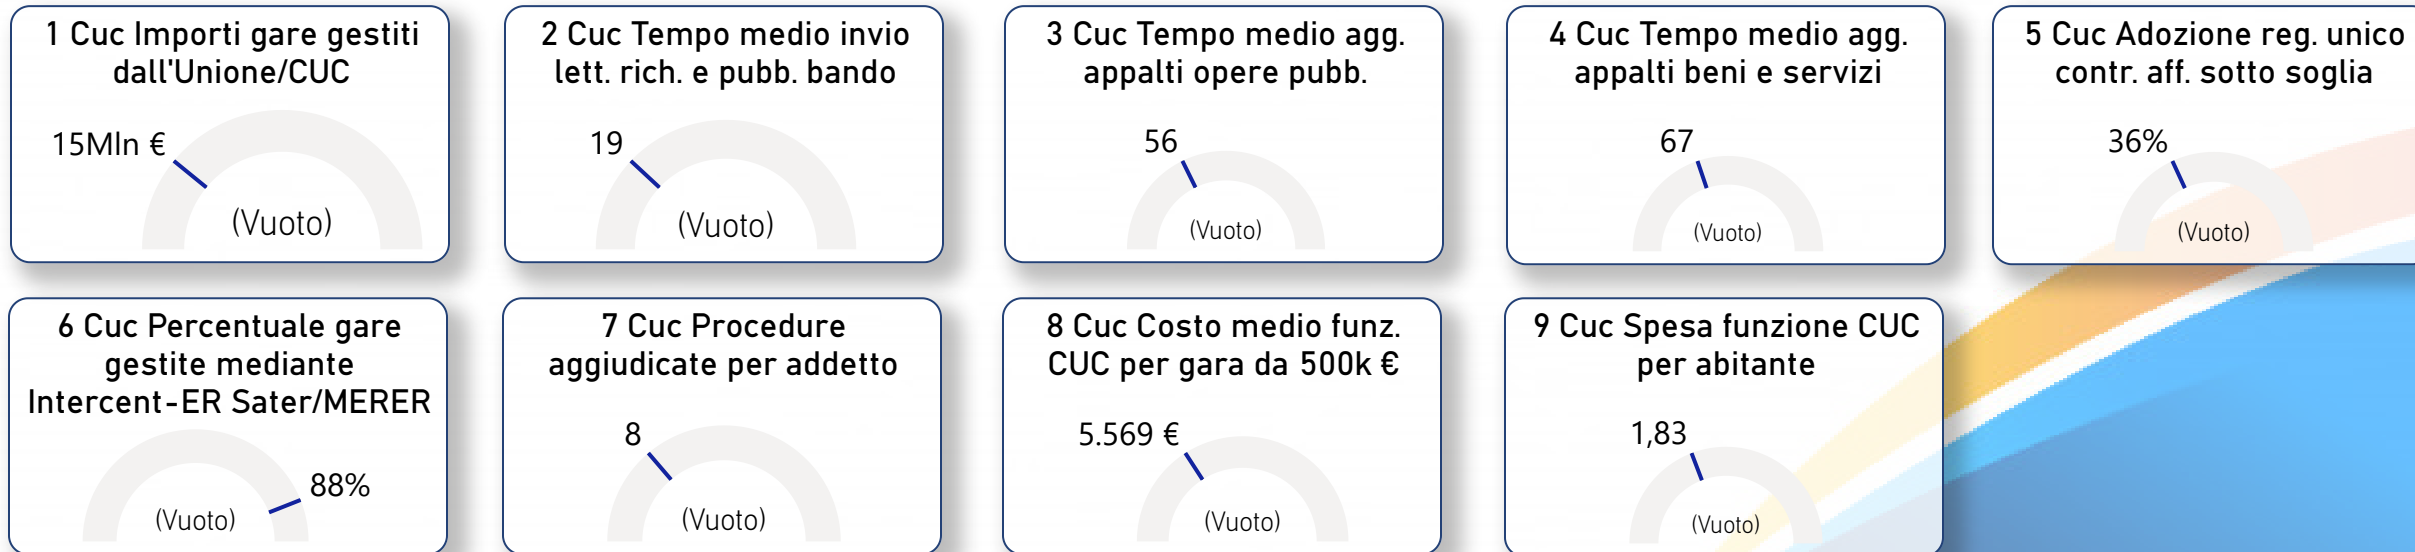 1 Cuc Importi gare gestiti
dall'Unione/CUC
15Mln €
(Vuoto)
2 Cuc Tempo medio invio
lett. rich. e pubb. bando
19
(Vuoto)
3 Cuc Tempo medio agg.
appalti opere pubb.
56
(Vuoto)
4 Cuc Tempo medio agg.
appalti beni e servizi
67
(Vuoto)
5 Cuc Adozione reg. unico
contr. aff. sotto soglia
36%
(Vuoto)
6 Cuc Percentuale gare
gestite mediante
Intercent-ER Sater/MERER
88%
(Vuoto)
7 Cuc Procedure
aggiudicate per addetto
8
(Vuoto)
8 Cuc Costo medio funz.
CUC per gara da 500k €
5.569 €
(Vuoto)
9 Cuc Spesa funzione CUC
per abitante
1,83
(Vuoto)